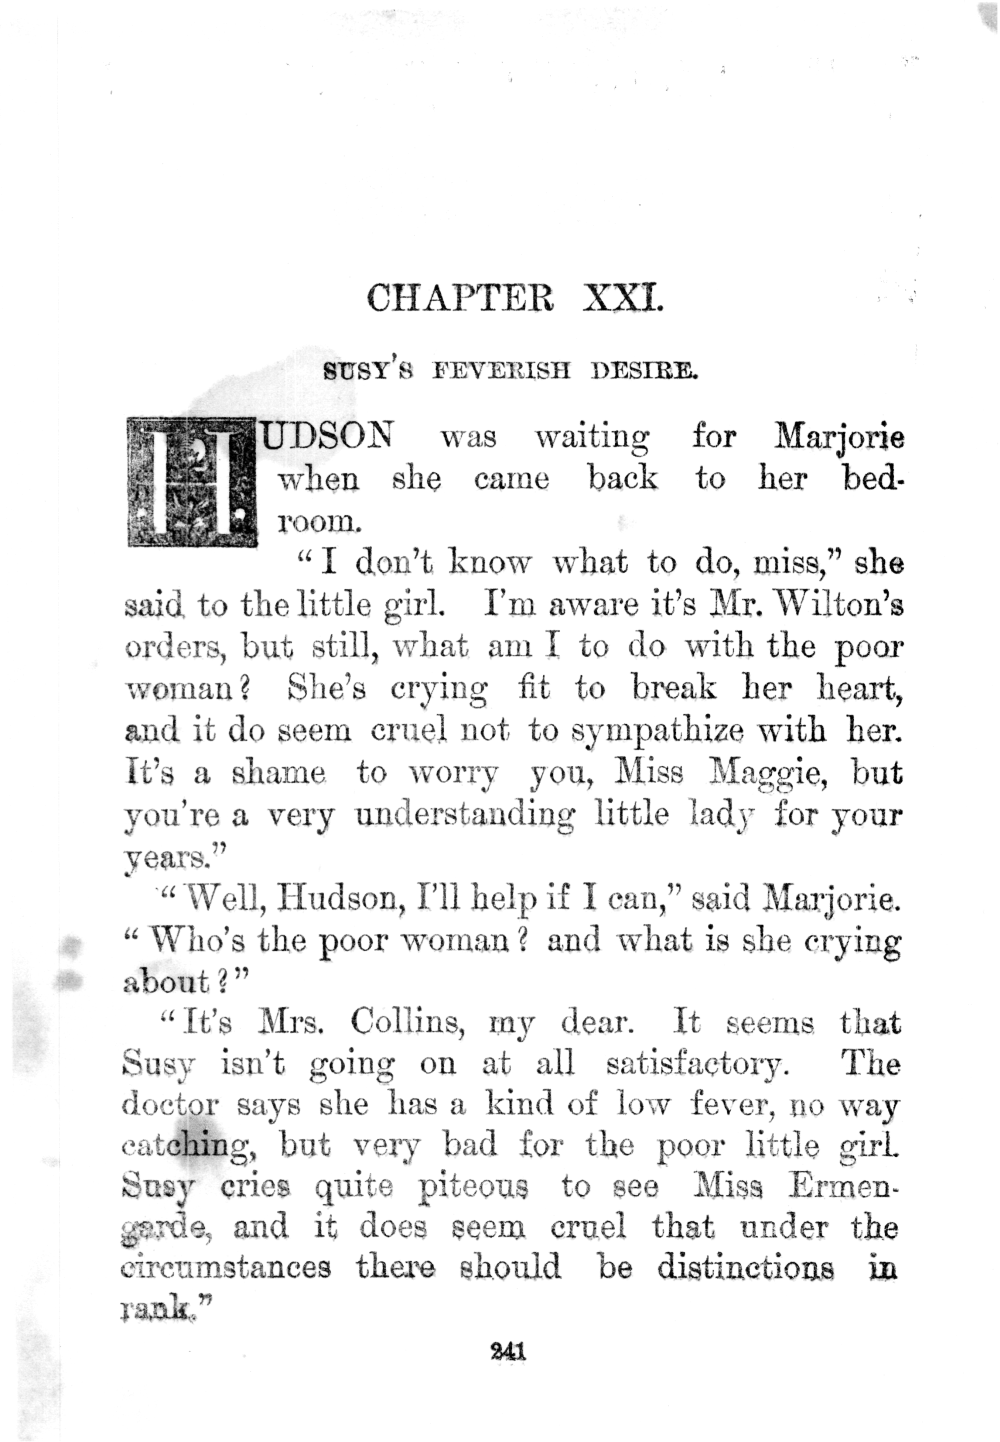 CHAPTER XXI.
SUSY'S FEVERISH DESIRE.
HUDSON was waiting for Marjorie
when she came back to her bed-
room.
“I don't know what to do, miss,” she
said to the little girl. I'm aware it's Mr. Wilton's
orders, but still, what am I to do with the poor
woman? She's crying fit to break her heart,
and it do seem cruel not to sympathize with her.
It's a shame to worry you, Miss Maggie, but
you're a very understanding little lady for your
years.”
“Well, Hudson, I'll help if I can,” said Marjorie.
“Who's the poor woman? and what is she crying
about?”
“It's Mrs. Collins, my dear. It seems that
Susy isn't going on at all satisfactory. The
doctor says she has a kind of low fever, no way
catching, but very bad for the poor little girl.
Susy cries quite piteous to see Miss Ermen-
garde, and it does seem cruel that under the
circumstances there should be distinctions in
rank.”
241